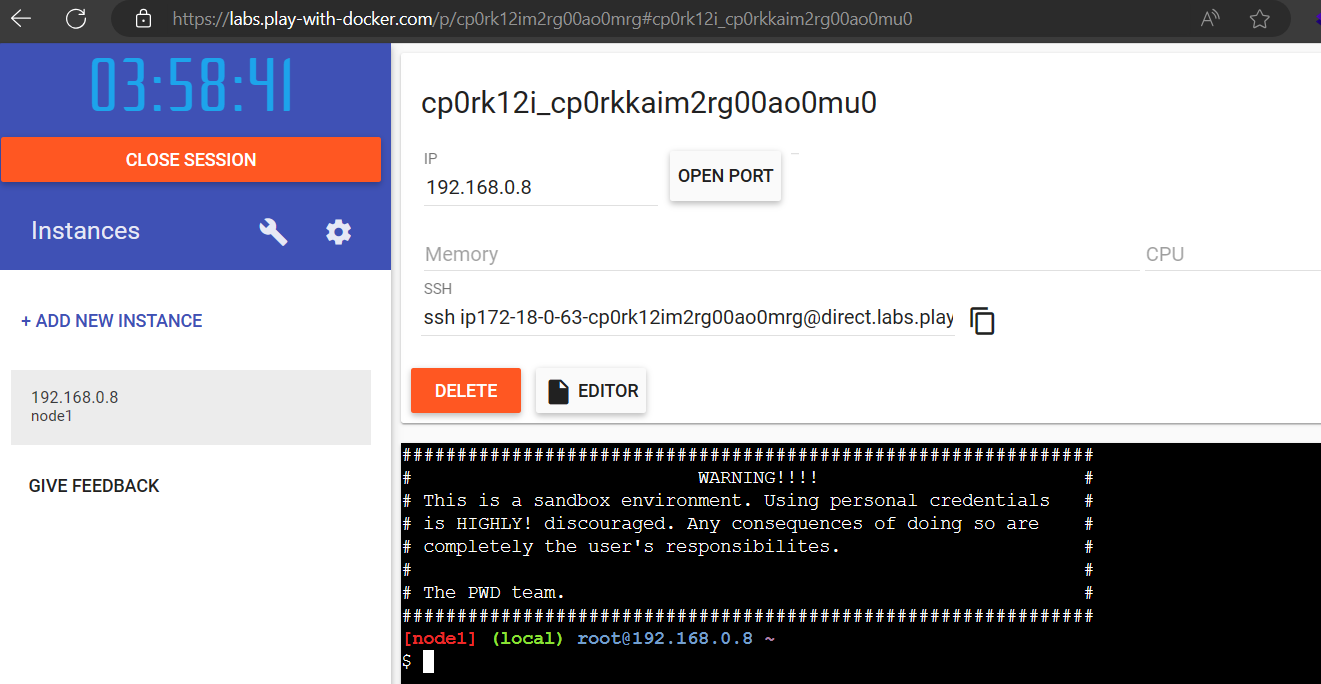 https://labs.play-with-docker.com/p/cp0rk12im2rg00ao0mrg#cp0rk12i_cp0rkkaim2rg00ao0mu0
03:58:41
CLOSE SESSION
Instances
+ ADD NEW INSTANCE
192.168.0.8
node1
GIVE FEEDBACK
cp0rk12i_cp0rkkaim2rg00ao0mu0
IP
192.168.0.8
OPEN PORT
Memory
CPU
SSH
ssh ip172-18-0-63-cp0rk12im2rg00ao0mrg@direct.labs.play
DELETE
EDITOR
###############################################################
#                          WARNING!!!!                        #
# This is a sandbox environment. Using personal credentials   #
# is HIGHLY! discouraged. Any consequences of doing so are    #
# completely the user's responsibilites.                      #
#                                                             #
# The PWD team.                                               #
###############################################################
[node1] (local) root@192.168.0.8 ~
$